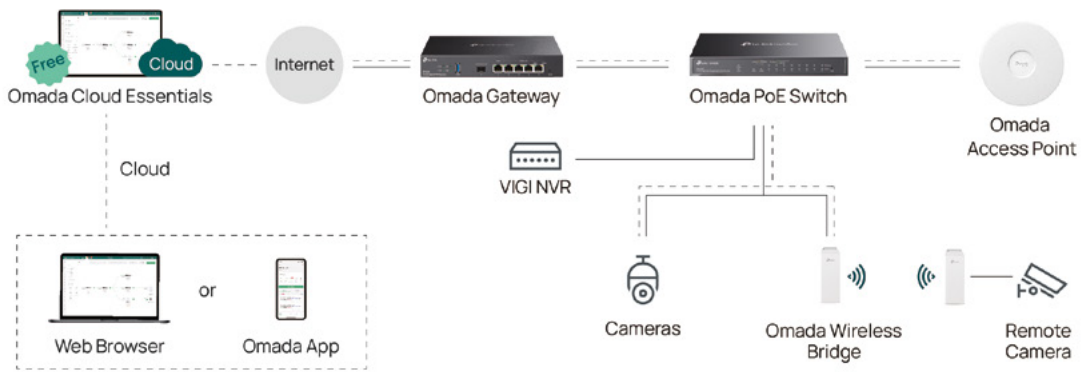 Free
Cloud
Internet
Omada Cloud Essentials
Omada Gateway
Omada PoE Switch
Omada
Access Point
Cloud
VIGI NVR
or
Web Browser
Omada App
Cameras
Omada Wireless
Bridge
Remote
Camera